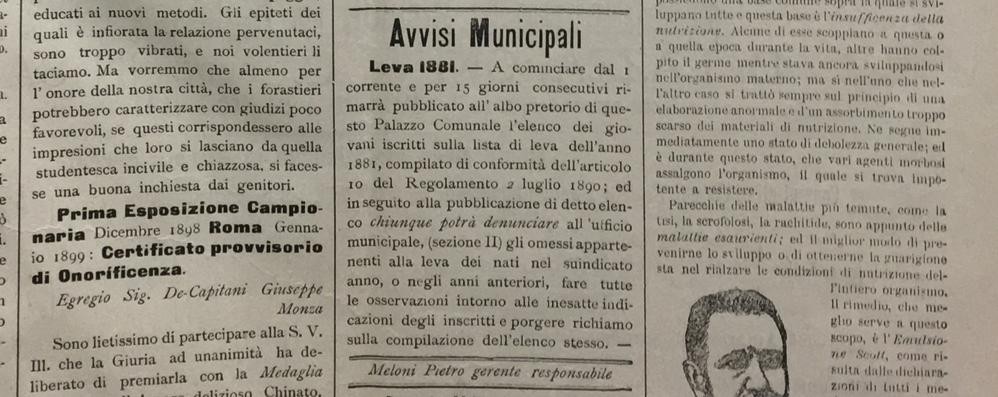 educati ai nuovi metodi. Gli epiteti dei
quali è infiorata la relazione pervenutaci,
sono troppo vibrati, e noi volentieri li
taciamo. Ma vorremmo che almeno per
l'onore della nostra città, che i forastieri
potrebbero caratterizzare con giudizi poco
favorevoli, se questi corrispondessero alle
impresioni che loro si lasciano da quella
studentesca incivile e chiazzosa, si faces-
se una buona inchiesta dai genitori.
Prima Esposizione Campio-
naria Dicembre 1898 Roma Genna-
io 1899: Certificato provvisorio
di Onorificenza.
Egregio Sig. De-Capitani Giuseppe
Monza
Sono lietissimo di partecipare alla S. V.
Ill. che la Giuria ad unanimità ha de-
liberato di premiarla con la Medaglia
delizioso Chinato.
Avvisi Municipali
Leva 1881. — A cominciare dal 1
corrente e per 15 giorni consecutivi ri-
marrà pubblicato all' albo pretorio di que-
sto Palazzo Comunale l'elenco dei gio-
vani iscritti sulla lista di leva dell'anno
1881, compilato di conformità dell'articolo
10 del Regolamento 2 luglio 1890; ed
in seguito alla pubblicazione di detto elen-
co chiunque potrà denunciare all 'uificio
municipale, (sezione II) gli omessi apparte-
nenti alla leva dei nati nel suindicato
anno, o negli anni anteriori, fare tutte
le osservazioni intorno alle inesatte indi-
cazioni degli inscritti e porgere richiamo
sulla compilazione dell'elenco stesso. —
Meloni Pietro gerente responsabile
possiedono una base comune sopra la quale si svi-
luppano tutte e questa base è l'insufficenza della
nutrizione. Alcune di esse scoppiano a questa o
a quella epoca durante la vita, altre hanno col-
pito il germe mentre stava ancora sviluppandosi
nell'organismo materno; ma sì nell'uno che nel-
l'altro caso si trattò sempre sul principio di una
elaborazione anormale e d'un assorbimento troppo
scarso dei materiali di nutrizione. Ne segue im-
mediatamente uno stato di debolezza generale; ed
è durante questo stato, che vari agenti morbosi
assalgono l'organismo, il quale si trova impo-
tente a resistere.
Parecchie delle malattie più temute, come la
tisi, la scrofolosi, la rachitide, sono appunto delle
malattie esaurienti; ed il miglior modo di pre-
venirne lo sviluppo o di ottenerne la guarigione
sta nel rialzare le condizioni di nutrizione del-
l'intiero organismo.
Il rimedio, che me-
glio serve a questo
scopo, è l'Emulsio-
ne Scott, come ri-
sulta dalle dichiara-
zioni di tutti i me-